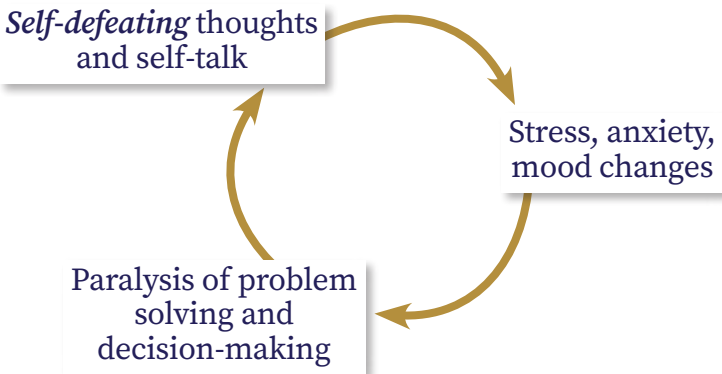 Self-defeating thoughts
and self-talk
Stress, anxiety,
mood changes
Paralysis of problem
solving and
decision-making